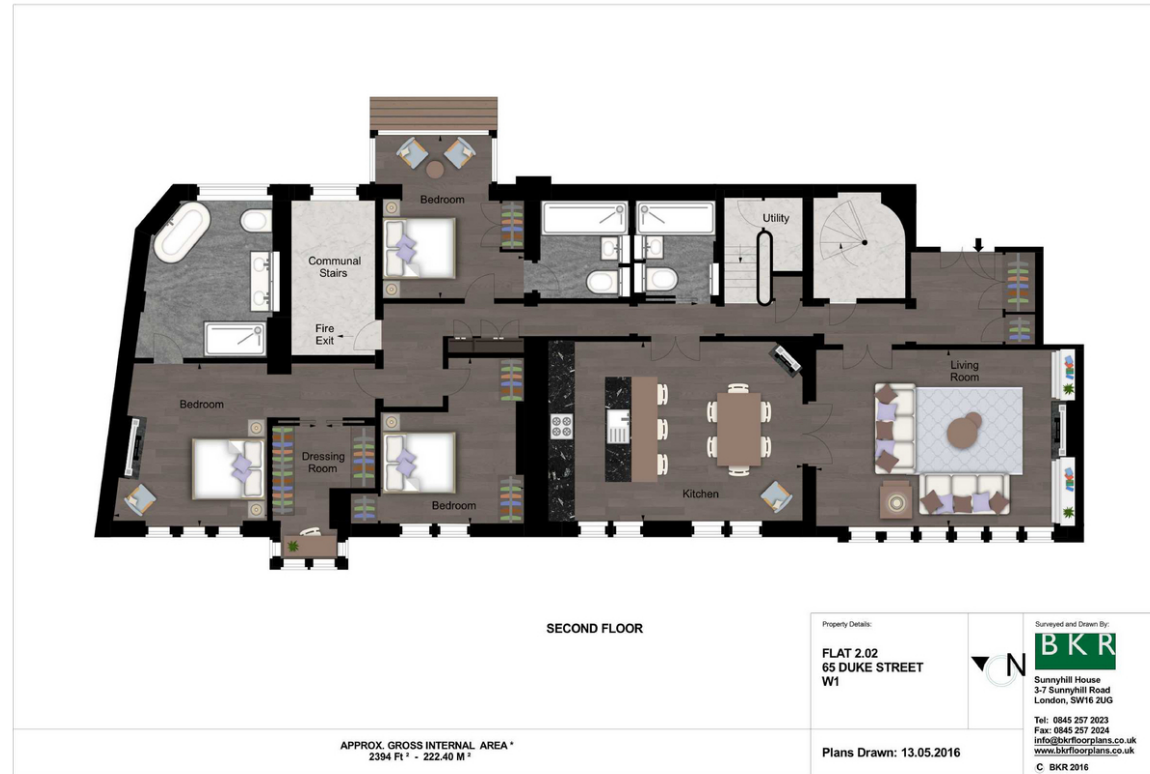 Bedroom
Utility
Communal
Stairs
Fire
Exit
Living
Room
Bedroom
Dressing
Room
Kitchen
Bedroom
SECOND FLOOR
APPROX. GROSS INTERNAL AREA *
2394 Ft ² - 222.40 M ²
Property Details:
FLAT 2.02
65 DUKE STREET
W1
N
Plans Drawn: 13.05.2016
Surveyed and Drawn By:
BKR
Sunnyhill House
3-7 Sunnyhill Road
London, SW16 2UG
Tel: 0845 257 2023
Fax: 0845 257 2024
info@bkrfloorplans.co.uk
www.bkrfloorplans.co.uk
C BKR 2016